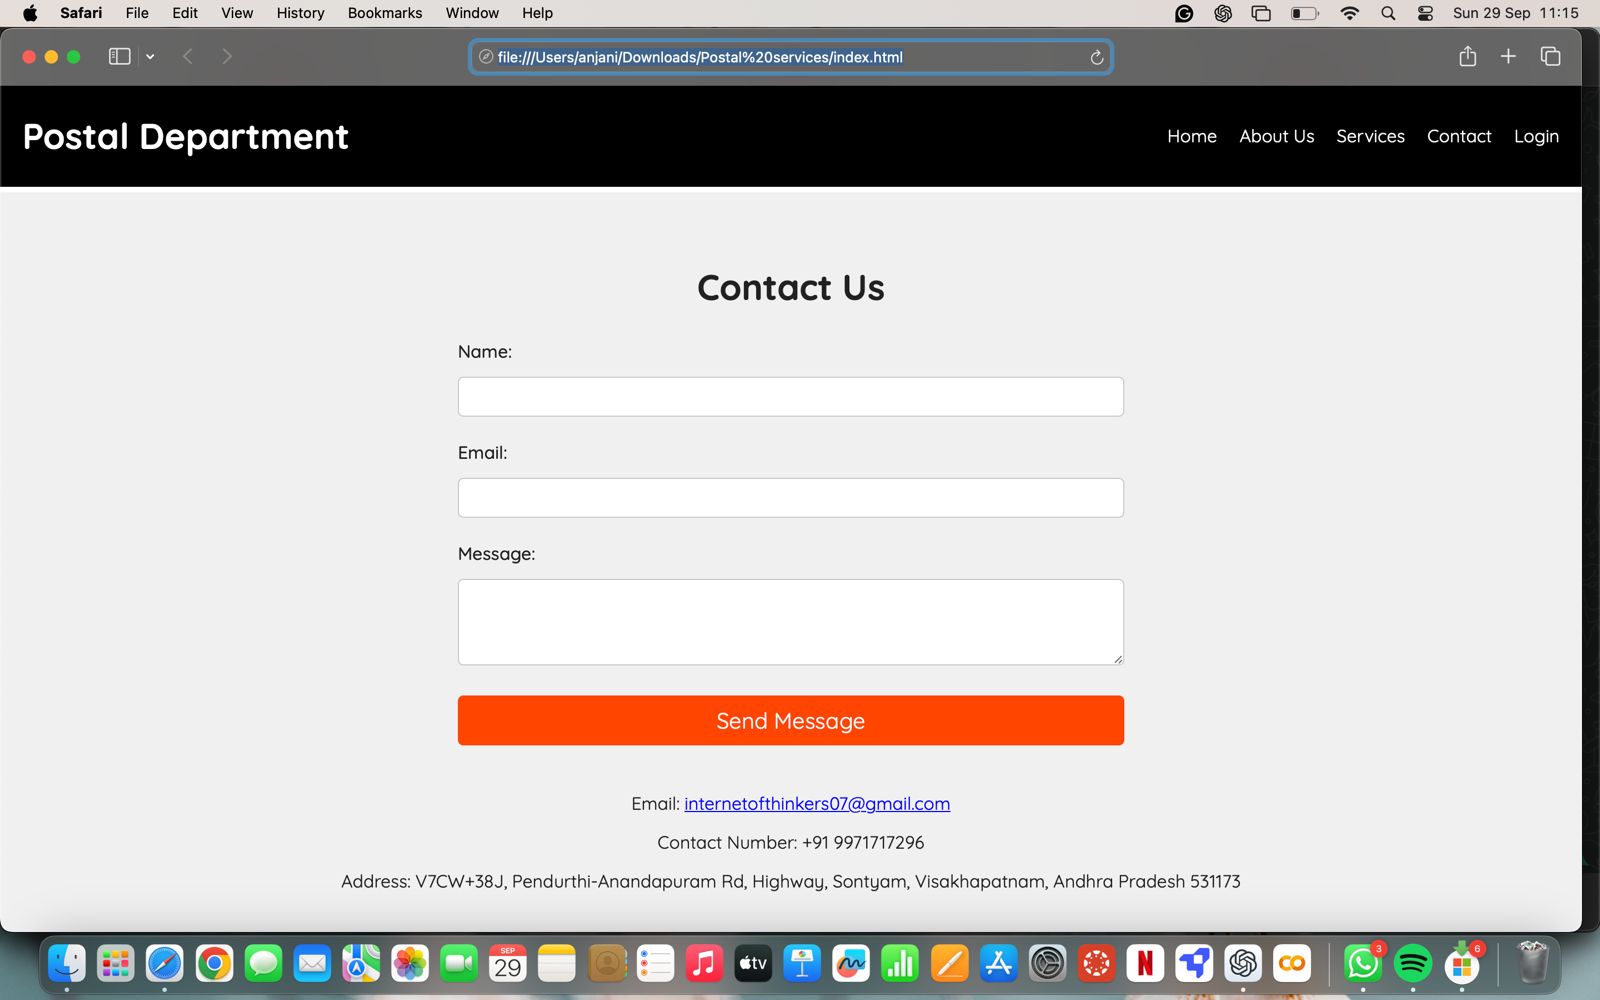 Safari File Edit View History Bookmarks Window Help Sun 29 Sep 11:15
file:///Users/anjani/Downloads/Postal%20services/index.html
Postal Department Home About Us Services Contact Login
Contact Us
Name:
Email:
Message:
Send Message
Email: internetofthinkers07@gmail.com
Contact Number: +91 9971717296
Address: V7CW+38J, Pendurthi-Anandapuram Rd, Highway, Sontyam, Visakhapatnam, Andhra Pradesh 531173
SEP
29
tv
N
CO
3
6